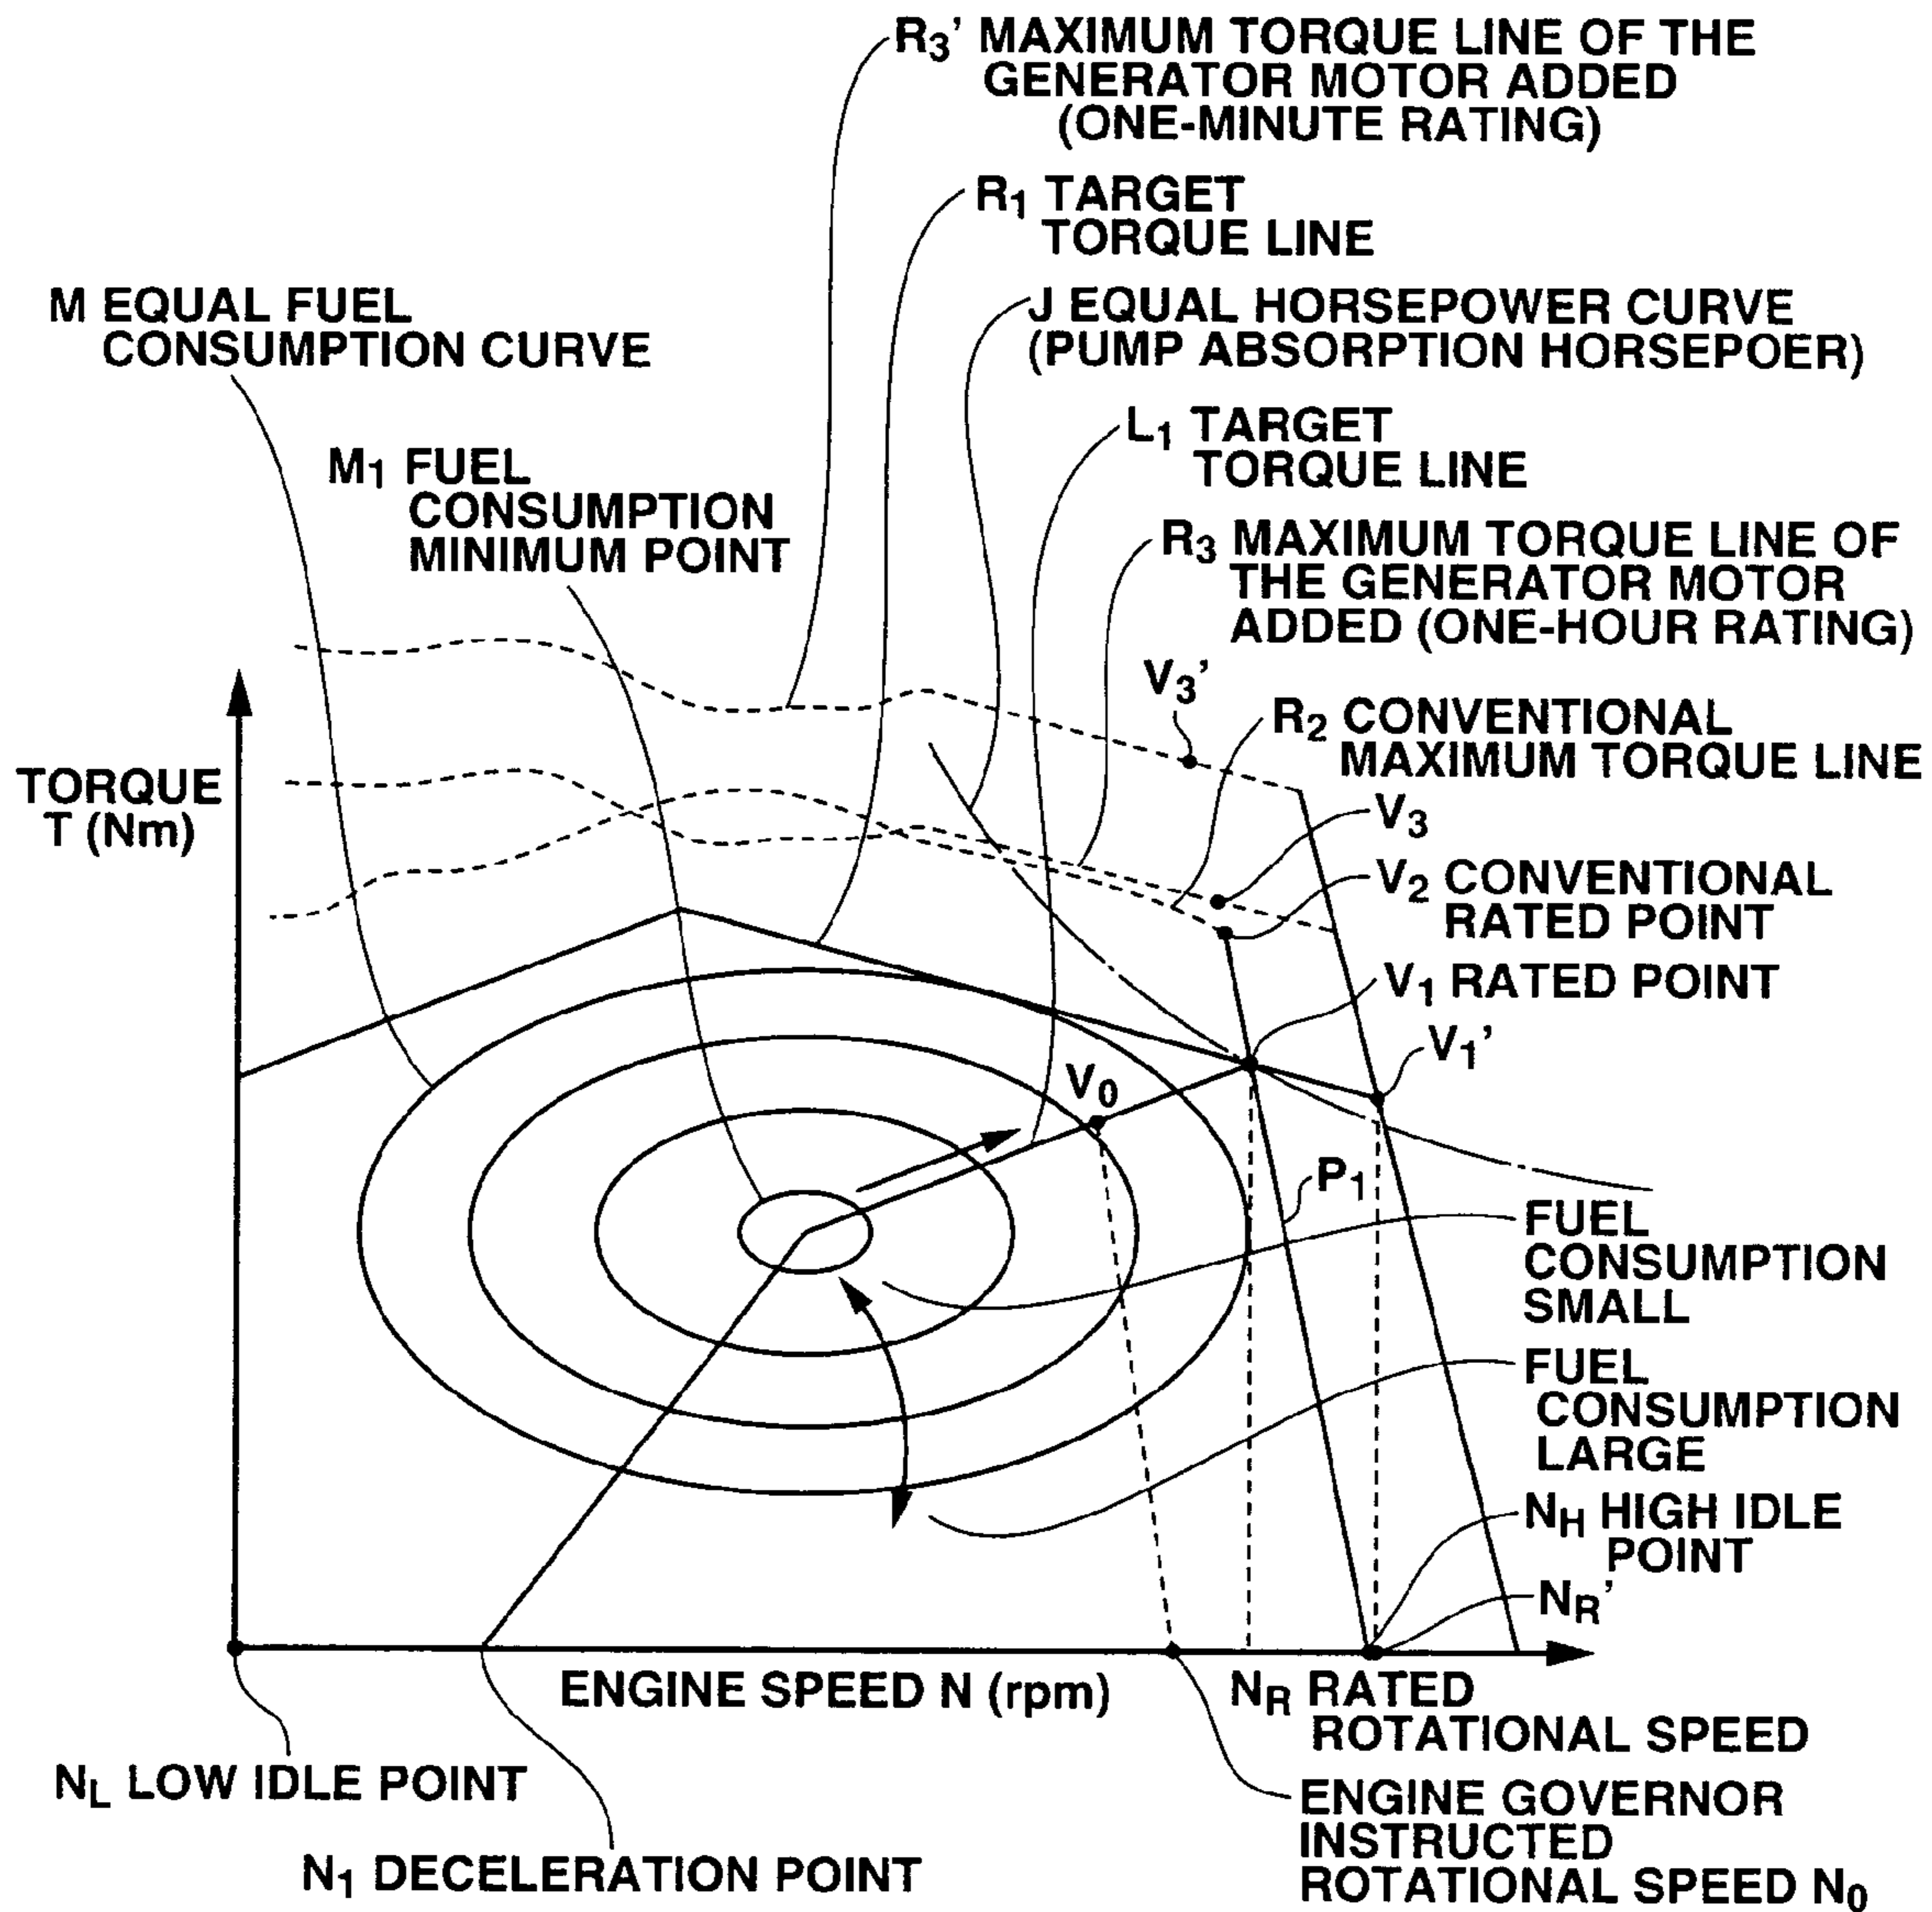 R3' MAXIMUM TORQUE LINE OF THE
GENERATOR MOTOR ADDED
(ONE-MINUTE RATING)
R1 TARGET
TORQUE LINE
M EQUAL FUEL
CONSUMPTION CURVE
J EQUAL HORSEPOWER CURVE
(PUMP ABSORPTION HORSEPOER)
L1 TARGET
TORQUE LINE
M1 FUEL
CONSUMPTION
MINIMUM POINT
R3 MAXIMUM TORQUE LINE OF
THE GENERATOR MOTOR
ADDED (ONE-HOUR RATING)
V3'
R2 CONVENTIONAL
MAXIMUM TORQUE LINE
TORQUE
T (Nm)
V3
V2 CONVENTIONAL
RATED POINT
V1 RATED POINT
V1'
V0
P1
FUEL
CONSUMPTION
SMALL
FUEL
CONSUMPTION
LARGE
NH HIGH IDLE
POINT
NR'
ENGINE SPEED N (rpm)
NR RATED
ROTATIONAL SPEED
NL LOW IDLE POINT
N1 DECELERATION POINT
ENGINE GOVERNOR
INSTRUCTED
ROTATIONAL SPEED N0